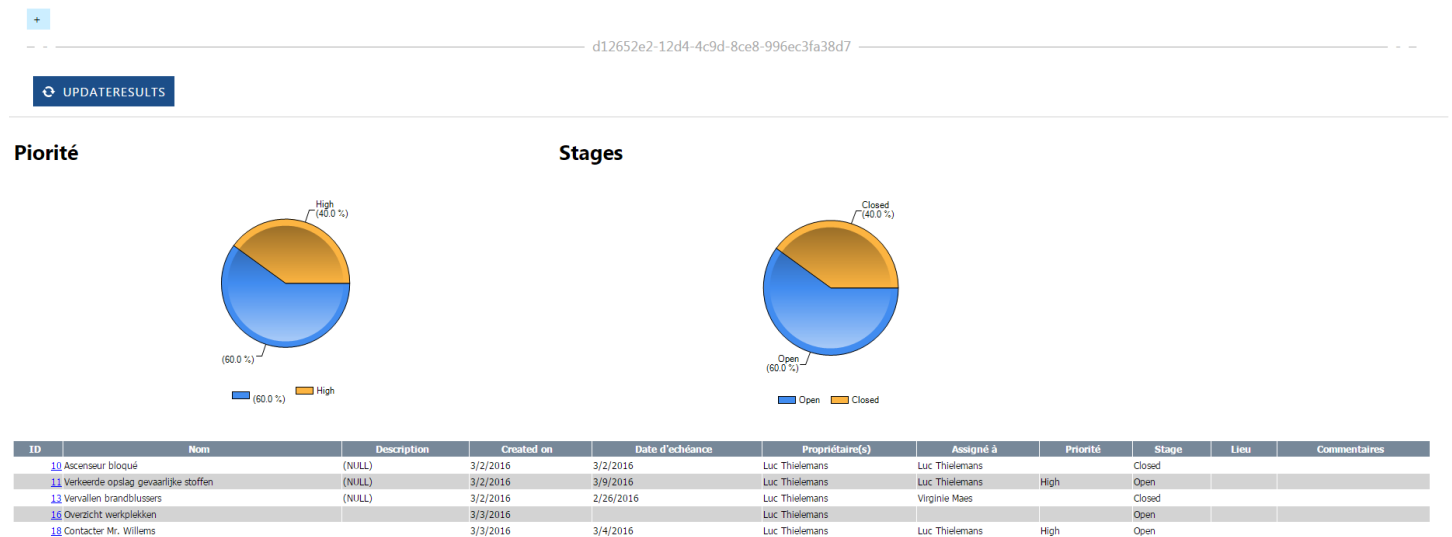 +
d12652e2-12d4-4c9d-8ce8-996ec3fa38d7
UPDATERESULTS
Piorité Stages
High
(40.0 %)
(60.0 %)
(60.0 %) High
Closed
(40.0 %)
Open
(60.0 %)
Open Closed
ID Nom Description Created on Date d'echéance Propriétaire(s) Assigné à Priorité Stage Lieu Commentaires
10 Ascenseur bloqué (NULL) 3/2/2016 3/2/2016 Luc Thielemans Luc Thielemans Closed
11 Verkeerde opslag gevaarlijke stoffen (NULL) 3/2/2016 3/9/2016 Luc Thielemans Luc Thielemans High Open
13 Vervallen brandblussers (NULL) 3/2/2016 2/26/2016 Luc Thielemans Virginie Maes Closed
16 Overzicht werkplekken 3/3/2016 Luc Thielemans Open
18 Contacter Mr. Willems 3/3/2016 3/4/2016 Luc Thielemans Luc Thielemans High Open